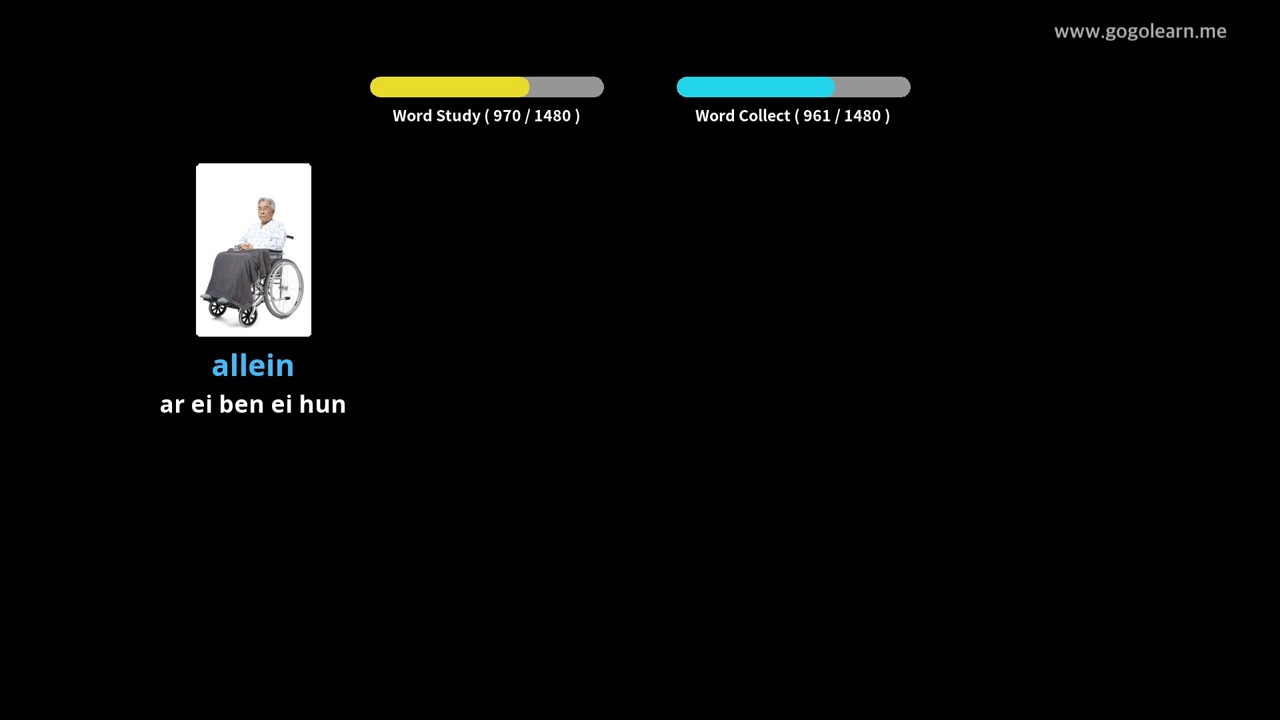 www.gogolearn.me
Word Study ( 970 / 1480 )
Word Collect ( 961 / 1480 )
allein
ar ei ben ei hun